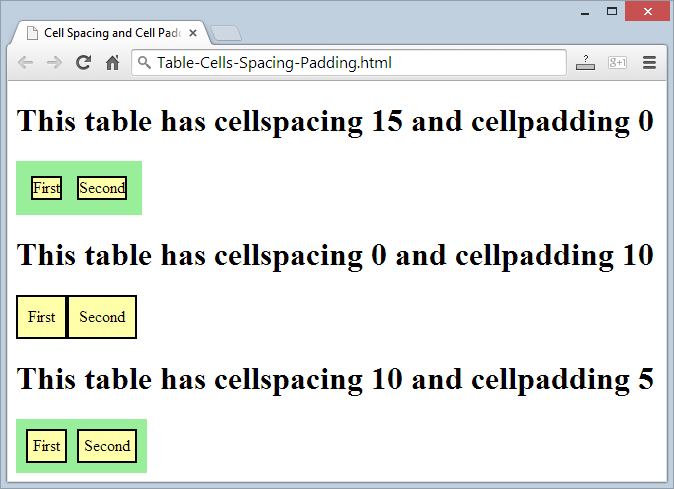 Cell Spacing and Cell Padd
Table-Cells-Spacing-Padding.html
?
g+1
This table has cellspacing 15 and cellpadding 0
First Second
This table has cellspacing 0 and cellpadding 10
First Second
This table has cellspacing 10 and cellpadding 5
First Second